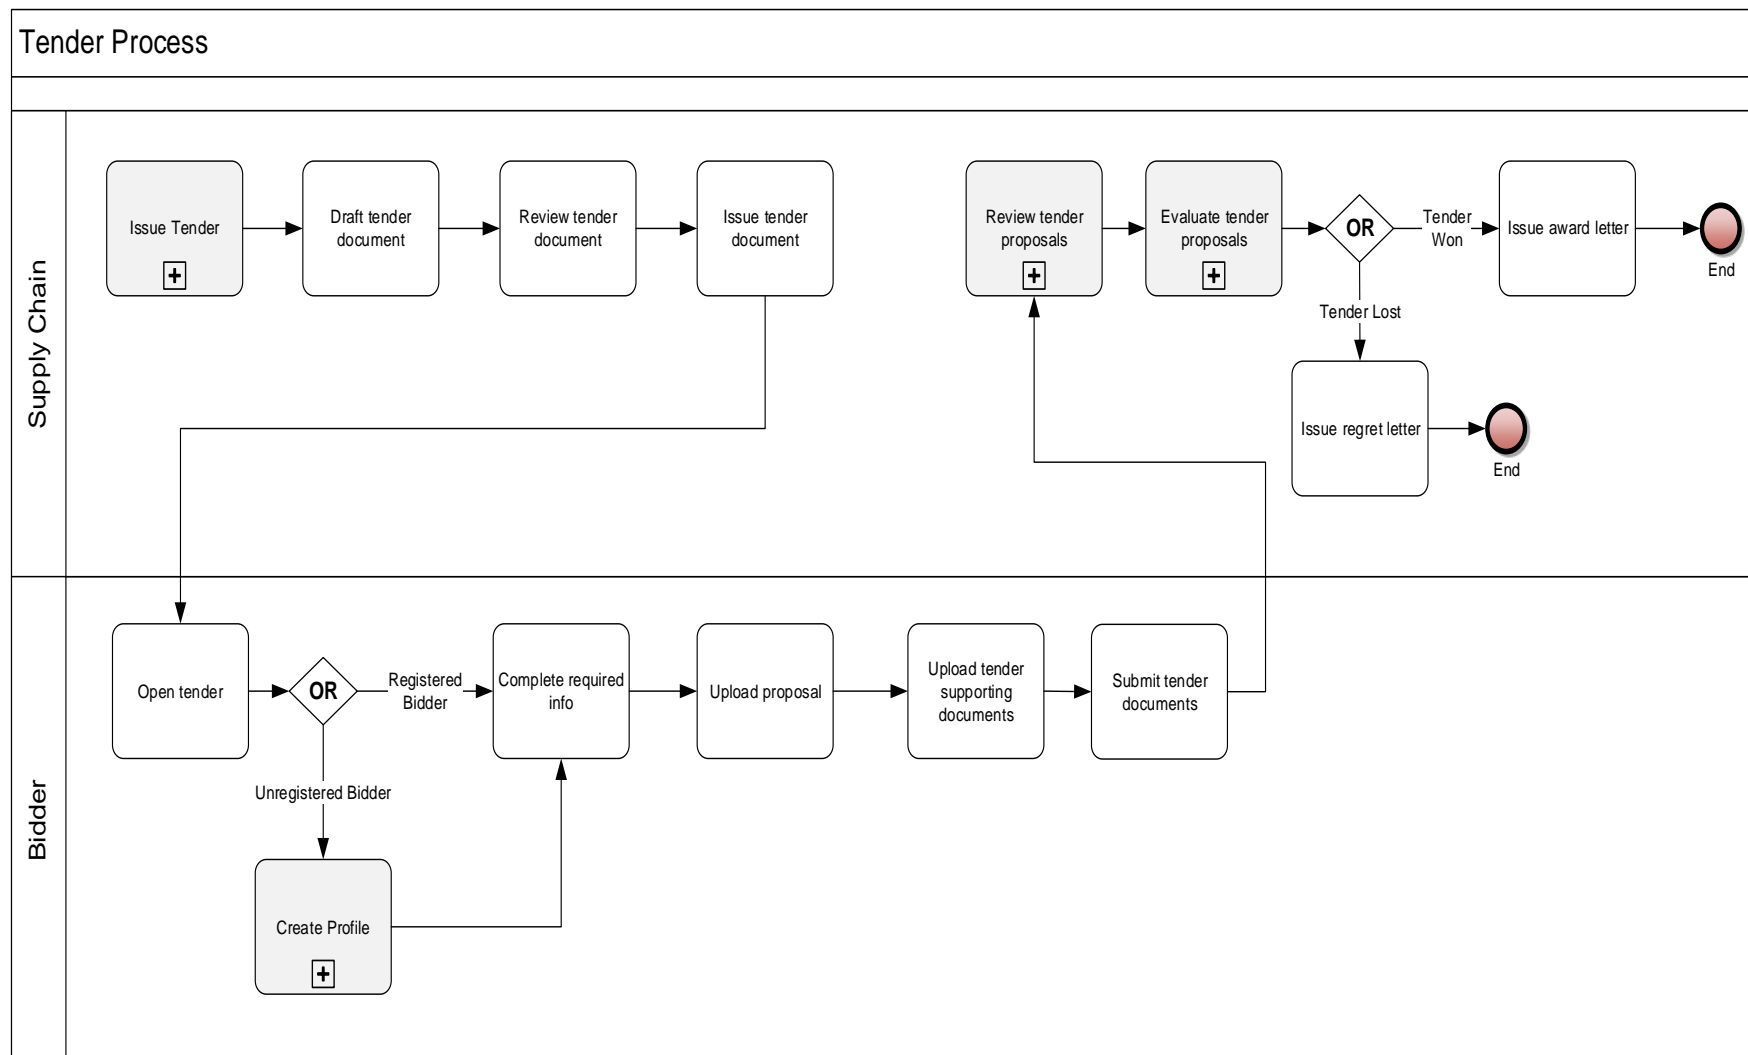 Tender Process
Supply Chain
Issue Tender
Draft tender
document
Review tender
document
Issue tender
document
Review tender
proposals
Evaluate tender
proposals
OR
Tender
Won
Issue award letter
End
Tender Lost
Issue regret letter
End
Bidder
Open tender
OR
Registered
Bidder
Complete required
info
Upload proposal
Upload tender
supporting
documents
Submit tender
documents
Unregistered Bidder
Create Profile